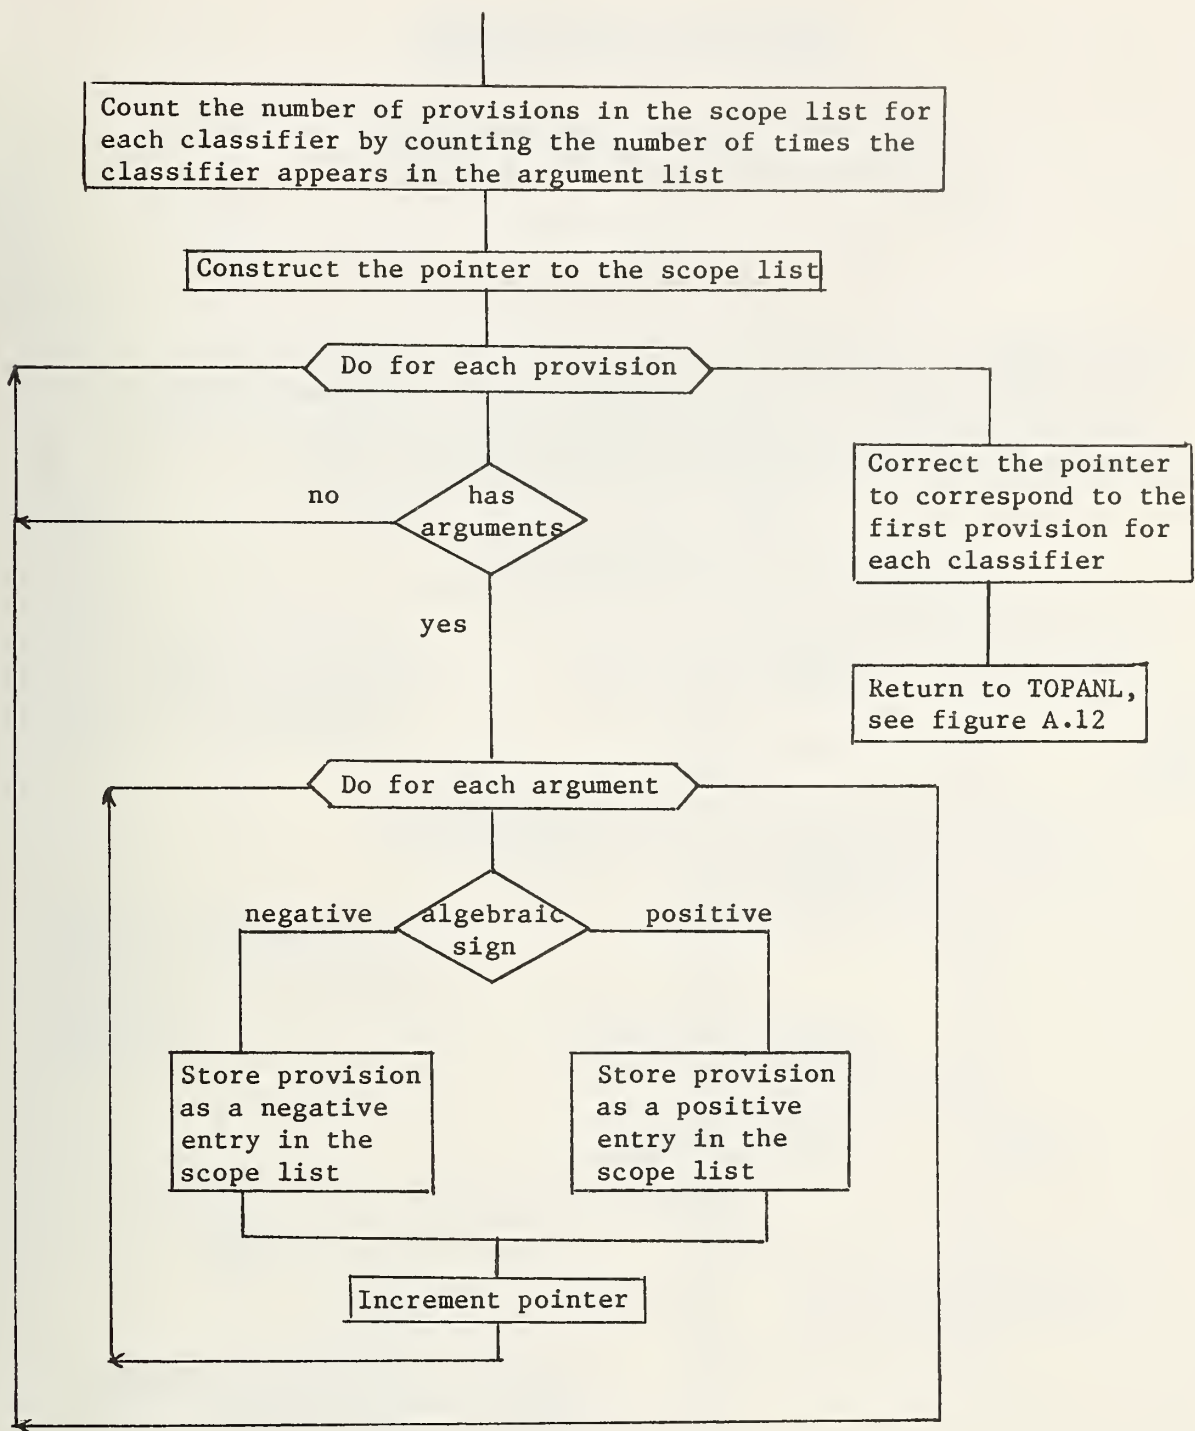 Count the number of provisions in the scope list for
each classifier by counting the number of times the
classifier appears in the argument list
Construct the pointer to the scope list
Do for each provision
no
has
arguments
yes
Correct the pointer
to correspond to the
first provision for
each classifier
Return to TOPANL,
see figure A.12
Do for each argument
negative
algebraic
sign
positive
Store provision
as a negative
entry in the
scope list
Store provision
as a positive
entry in the
scope list
Increment pointer